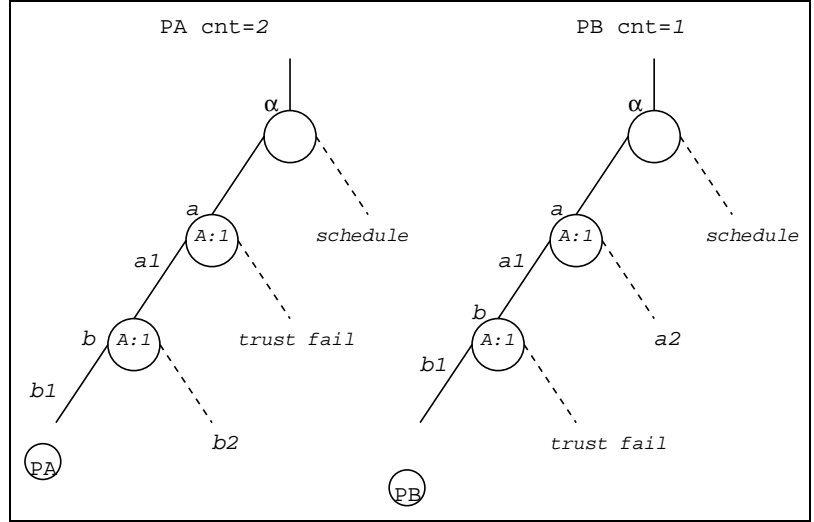 PA cnt=2
α
a
A:1
schedule
a1
b
A:1
trust fail
b1
b2
PA
PB cnt=1
α
a
A:1
schedule
a1
b
A:1
a2
b1
trust fail
PB